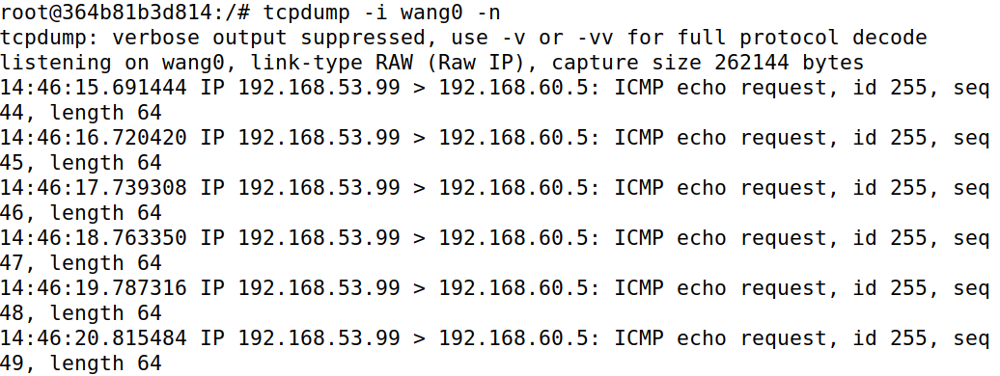 root@364b81b3d814:/# tcpdump -i wang0 -n
tcpdump: verbose output suppressed, use -v or -vv for full protocol decode
listening on wang0, link-type RAW (Raw IP), capture size 262144 bytes
14:46:15.691444 IP 192.168.53.99 > 192.168.60.5: ICMP echo request, id 255, seq
44, length 64
14:46:16.720420 IP 192.168.53.99 > 192.168.60.5: ICMP echo request, id 255, seq
45, length 64
14:46:17.739308 IP 192.168.53.99 > 192.168.60.5: ICMP echo request, id 255, seq
46, length 64
14:46:18.763350 IP 192.168.53.99 > 192.168.60.5: ICMP echo request, id 255, seq
47, length 64
14:46:19.787316 IP 192.168.53.99 > 192.168.60.5: ICMP echo request, id 255, seq
48, length 64
14:46:20.815484 IP 192.168.53.99 > 192.168.60.5: ICMP echo request, id 255, seq
49, length 64